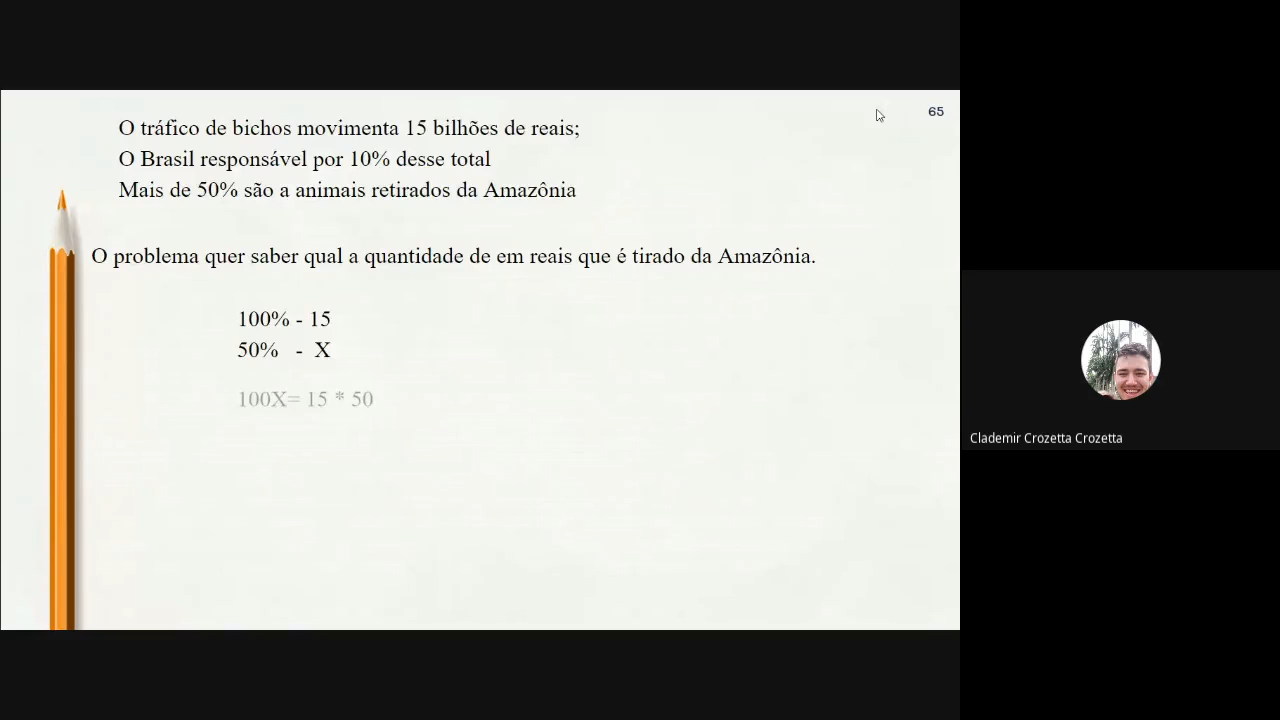 65
O tráfico de bichos movimenta 15 bilhões de reais;
O Brasil responsável por 10% desse total
Mais de 50% são a animais retirados da Amazônia
O problema quer saber qual a quantidade de em reais que é tirado da Amazônia.
100% - 15
50% - X
100X= 15 * 50
Clademir Crozetta Crozetta